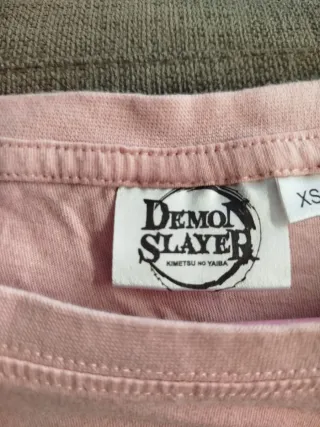 DEMON
SLAYER
KIMETSU NO YAIBA
XS